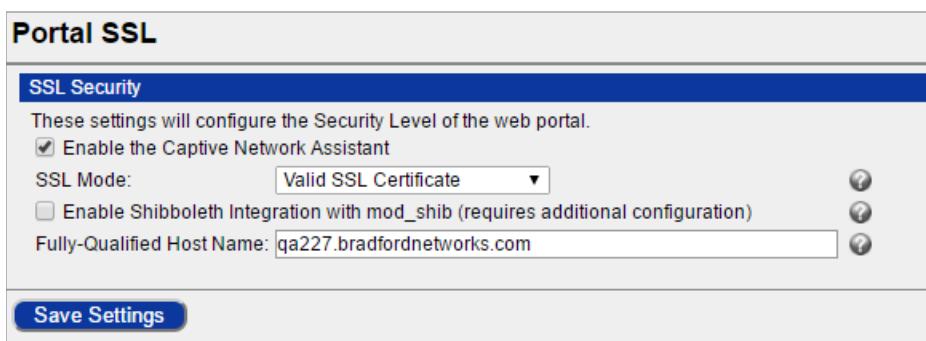 Portal SSL
SSL Security
These settings will configure the Security Level of the web portal.
Enable the Captive Network Assistant
SSL Mode: Valid SSL Certificate
Enable Shibboleth Integration with mod_shib (requires additional configuration)
Fully-Qualified Host Name: qa227.bradfordnetworks.com
Save Settings